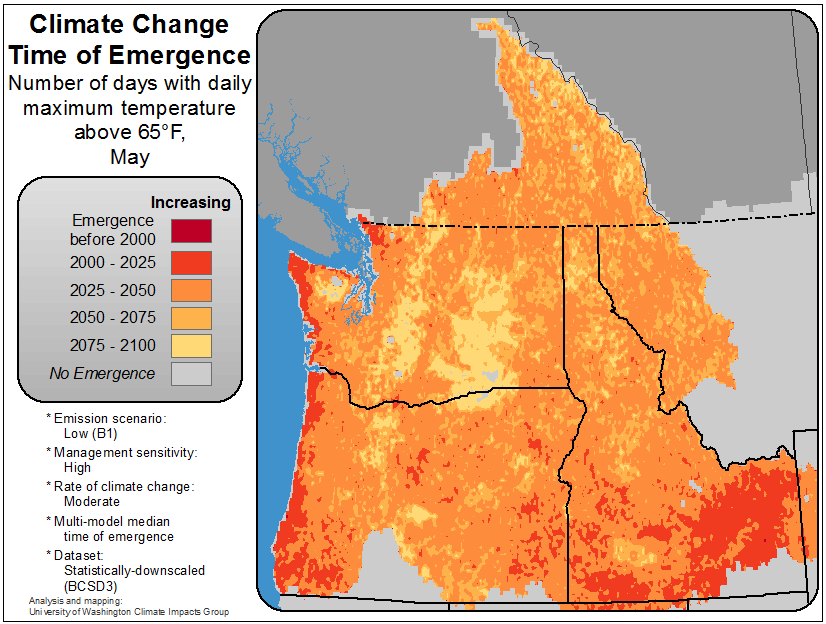 Climate Change
Time of Emergence
Number of days with daily
maximum temperature
above 65°F,
May
Increasing
Emergence
before 2000
2000 - 2025
2025 - 2050
2050 - 2075
2075 - 2100
No Emergence
* Emission scenario:
Low (B1)
* Management sensitivity:
High
* Rate of climate change:
Moderate
* Multi-model median
time of emergence
* Dataset:
Statistically-downscaled
(BCSD3)
Analysis and mapping:
University of Washington Climate Impacts Group